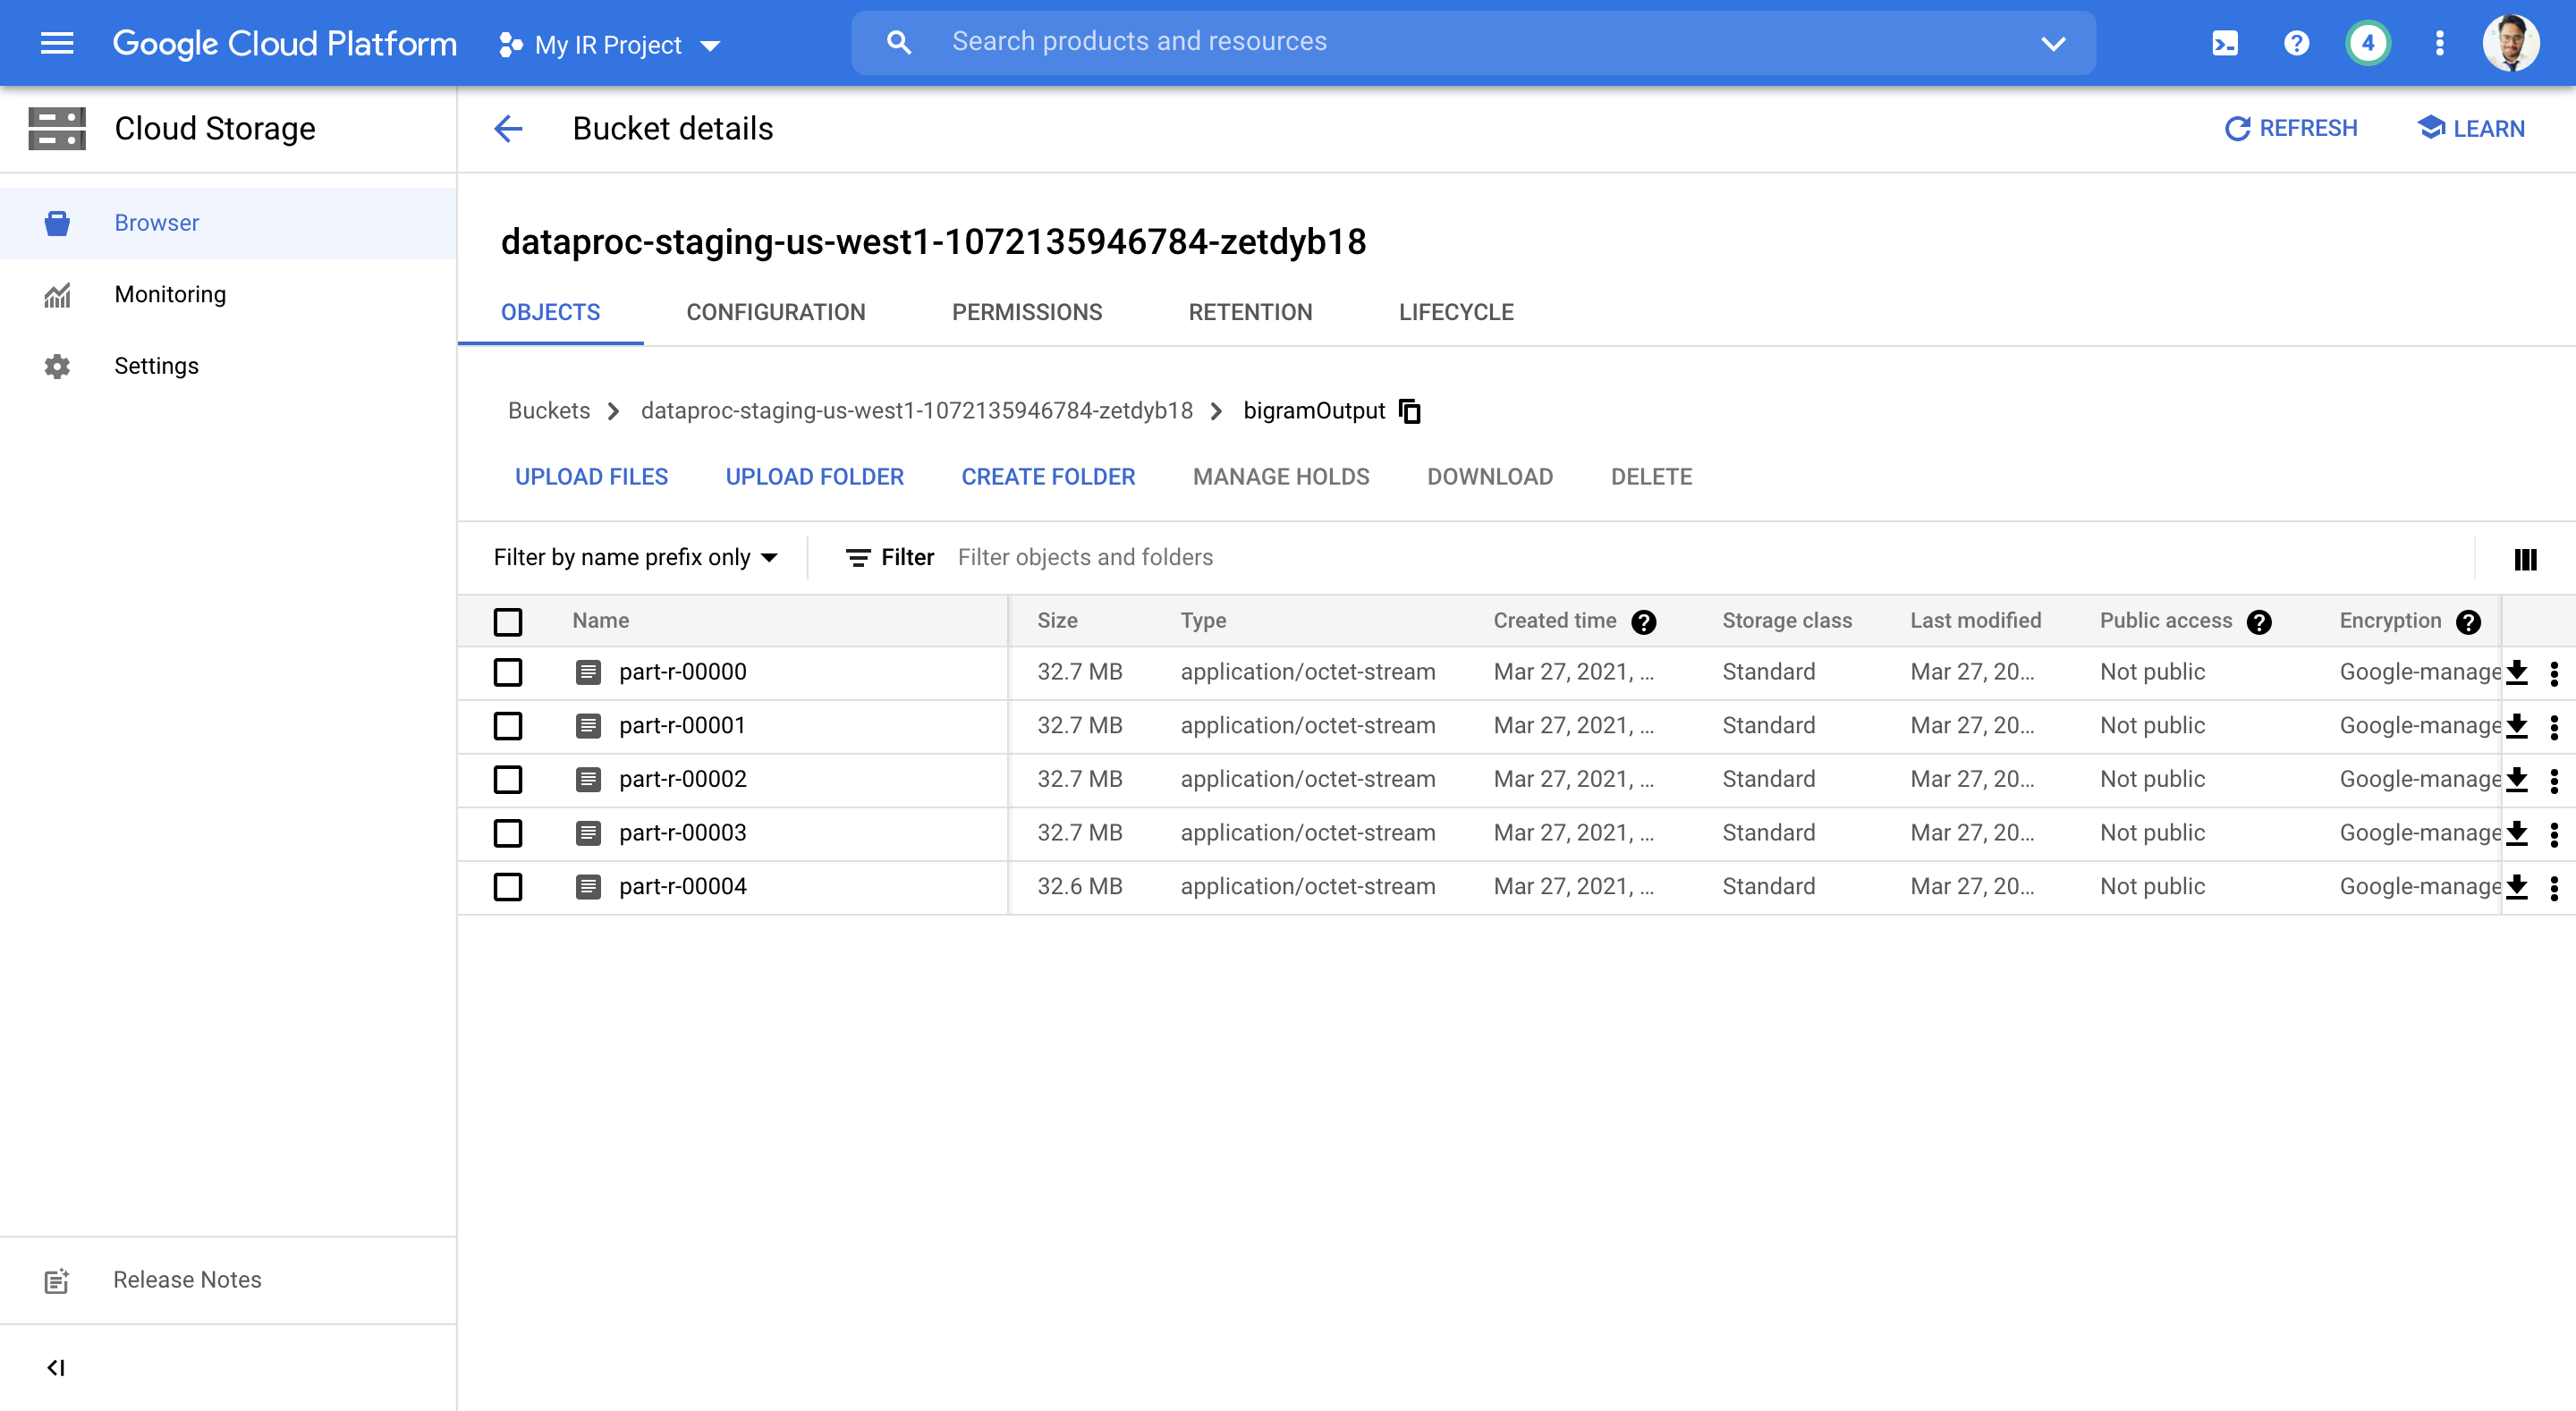 Google Cloud Platform My IR Project Search products and resources 4
Cloud Storage Bucket details REFRESH LEARN
Browser
Monitoring
Settings
dataproc-staging-us-west1-1072135946784-zetdyb18
OBJECTS CONFIGURATION PERMISSIONS RETENTION LIFECYCLE
Buckets dataproc-staging-us-west1-1072135946784-zetdyb18 bigramOutput
UPLOAD FILES UPLOAD FOLDER CREATE FOLDER MANAGE HOLDS DOWNLOAD DELETE
Filter by name prefix only Filter Filter objects and folders
Name Size Type Created time Storage class Last modified Public access Encryption
part-r-00000 32.7 MB application/octet-stream Mar 27, 2021, ... Standard Mar 27, 20... Not public Google-manage
part-r-00001 32.7 MB application/octet-stream Mar 27, 2021, ... Standard Mar 27, 20... Not public Google-manage
part-r-00002 32.7 MB application/octet-stream Mar 27, 2021, ... Standard Mar 27, 20... Not public Google-manage
part-r-00003 32.7 MB application/octet-stream Mar 27, 2021, ... Standard Mar 27, 20... Not public Google-manage
part-r-00004 32.6 MB application/octet-stream Mar 27, 2021, ... Standard Mar 27, 20... Not public Google-manage
Release Notes